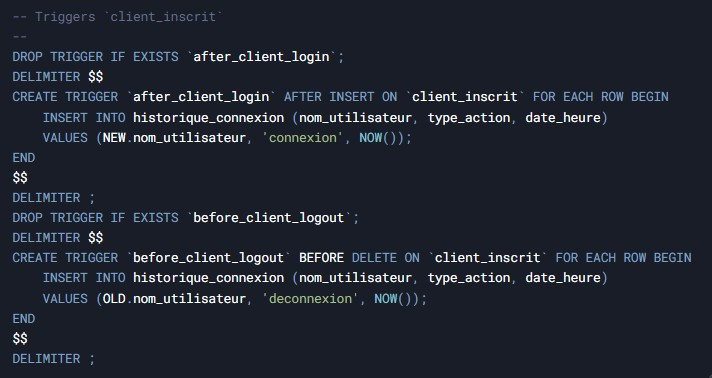 -- Triggers `client_inscrit`
--
DROP TRIGGER IF EXISTS `after_client_login`;
DELIMITER $$
CREATE TRIGGER `after_client_login` AFTER INSERT ON `client_inscrit` FOR EACH ROW BEGIN
    INSERT INTO historique_connexion (nom_utilisateur, type_action, date_heure)
    VALUES (NEW.nom_utilisateur, 'connexion', NOW());
END
$$
DELIMITER ;
DROP TRIGGER IF EXISTS `before_client_logout`;
DELIMITER $$
CREATE TRIGGER `before_client_logout` BEFORE DELETE ON `client_inscrit` FOR EACH ROW BEGIN
    INSERT INTO historique_connexion (nom_utilisateur, type_action, date_heure)
    VALUES (OLD.nom_utilisateur, 'deconnexion', NOW());
END
$$
DELIMITER ;